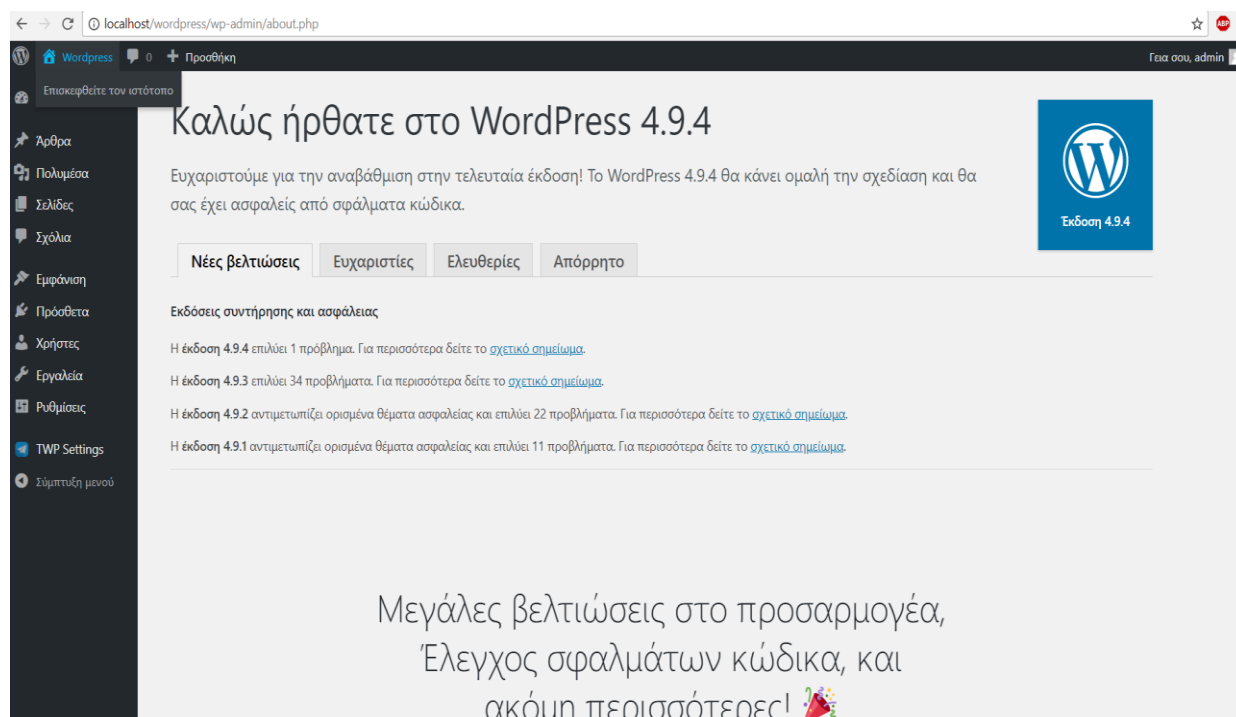 localhost/wordpress/wp-admin/about.php
ABP
Wordpress 0 Προσθήκη Γεια σου, admin
Επισκεφθείτε τον ιστότοπο
Άρθρα
Πολυμέσα
Σελίδες
Σχόλια
Εμφάνιση
Πρόσθετα
Χρήστες
Εργαλεία
Ρυθμίσεις
TWP Settings
Σύμπτυξη μενού
Καλώς ήρθατε στο WordPress 4.9.4
Ευχαριστούμε για την αναβάθμιση στην τελευταία έκδοση! Το WordPress 4.9.4 θα κάνει ομαλή την σχεδίαση και θα
σας έχει ασφαλείς από σφάλματα κώδικα.
Έκδοση 4.9.4
Νέες βελτιώσεις Ευχαριστίες Ελευθερίες Απόρρητο
Εκδόσεις συντήρησης και ασφάλειας
Η έκδοση 4.9.4 επιλύει 1 πρόβλημα. Για περισσότερα δείτε το σχετικό σημείωμα.
Η έκδοση 4.9.3 επιλύει 34 προβλήματα. Για περισσότερα δείτε το σχετικό σημείωμα.
Η έκδοση 4.9.2 αντιμετωπίζει ορισμένα θέματα ασφαλείας και επιλύει 22 προβλήματα. Για περισσότερα δείτε το σχετικό σημείωμα.
Η έκδοση 4.9.1 αντιμετωπίζει ορισμένα θέματα ασφαλείας και επιλύει 11 προβλήματα. Για περισσότερα δείτε το σχετικό σημείωμα.
Μεγάλες βελτιώσεις στο προσαρμογέα,
Έλεγχος σφαλμάτων κώδικα, και
ακόμη περισσότερες! 🎉